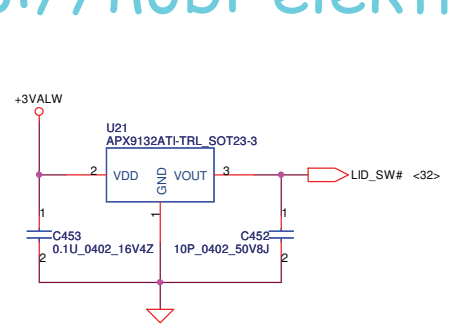 +3VALW
U21
APX9132ATI-TRL_SOT23-3
2 VDD GND VOUT 3
LID_SW# <32>
1
1 C453
0.1U_0402_16V4Z
2
1
C452
10P_0402_50V8J
2